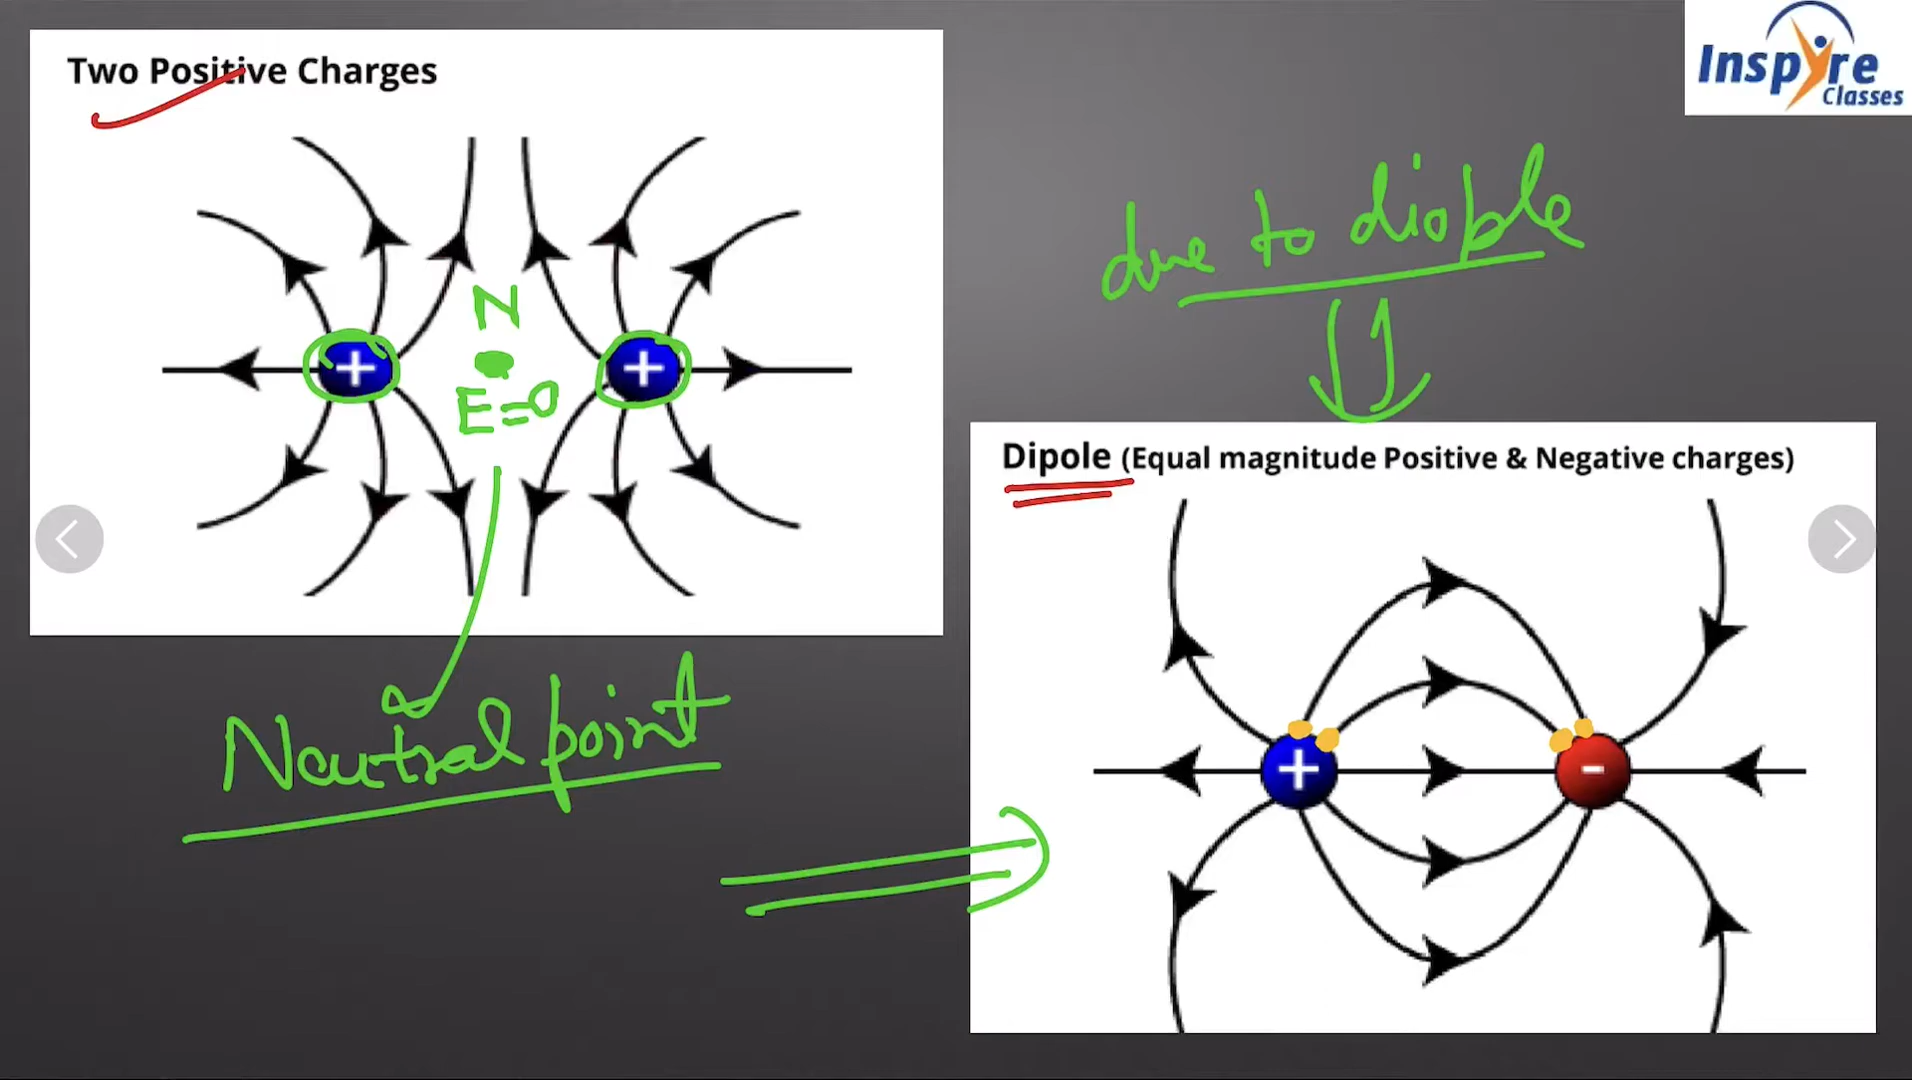 Two Positive Charges
Inspyre
Classes
due to diople
N
+
+
E=0
Dipole (Equal magnitude Positive & Negative charges)
Neutral point
+
-